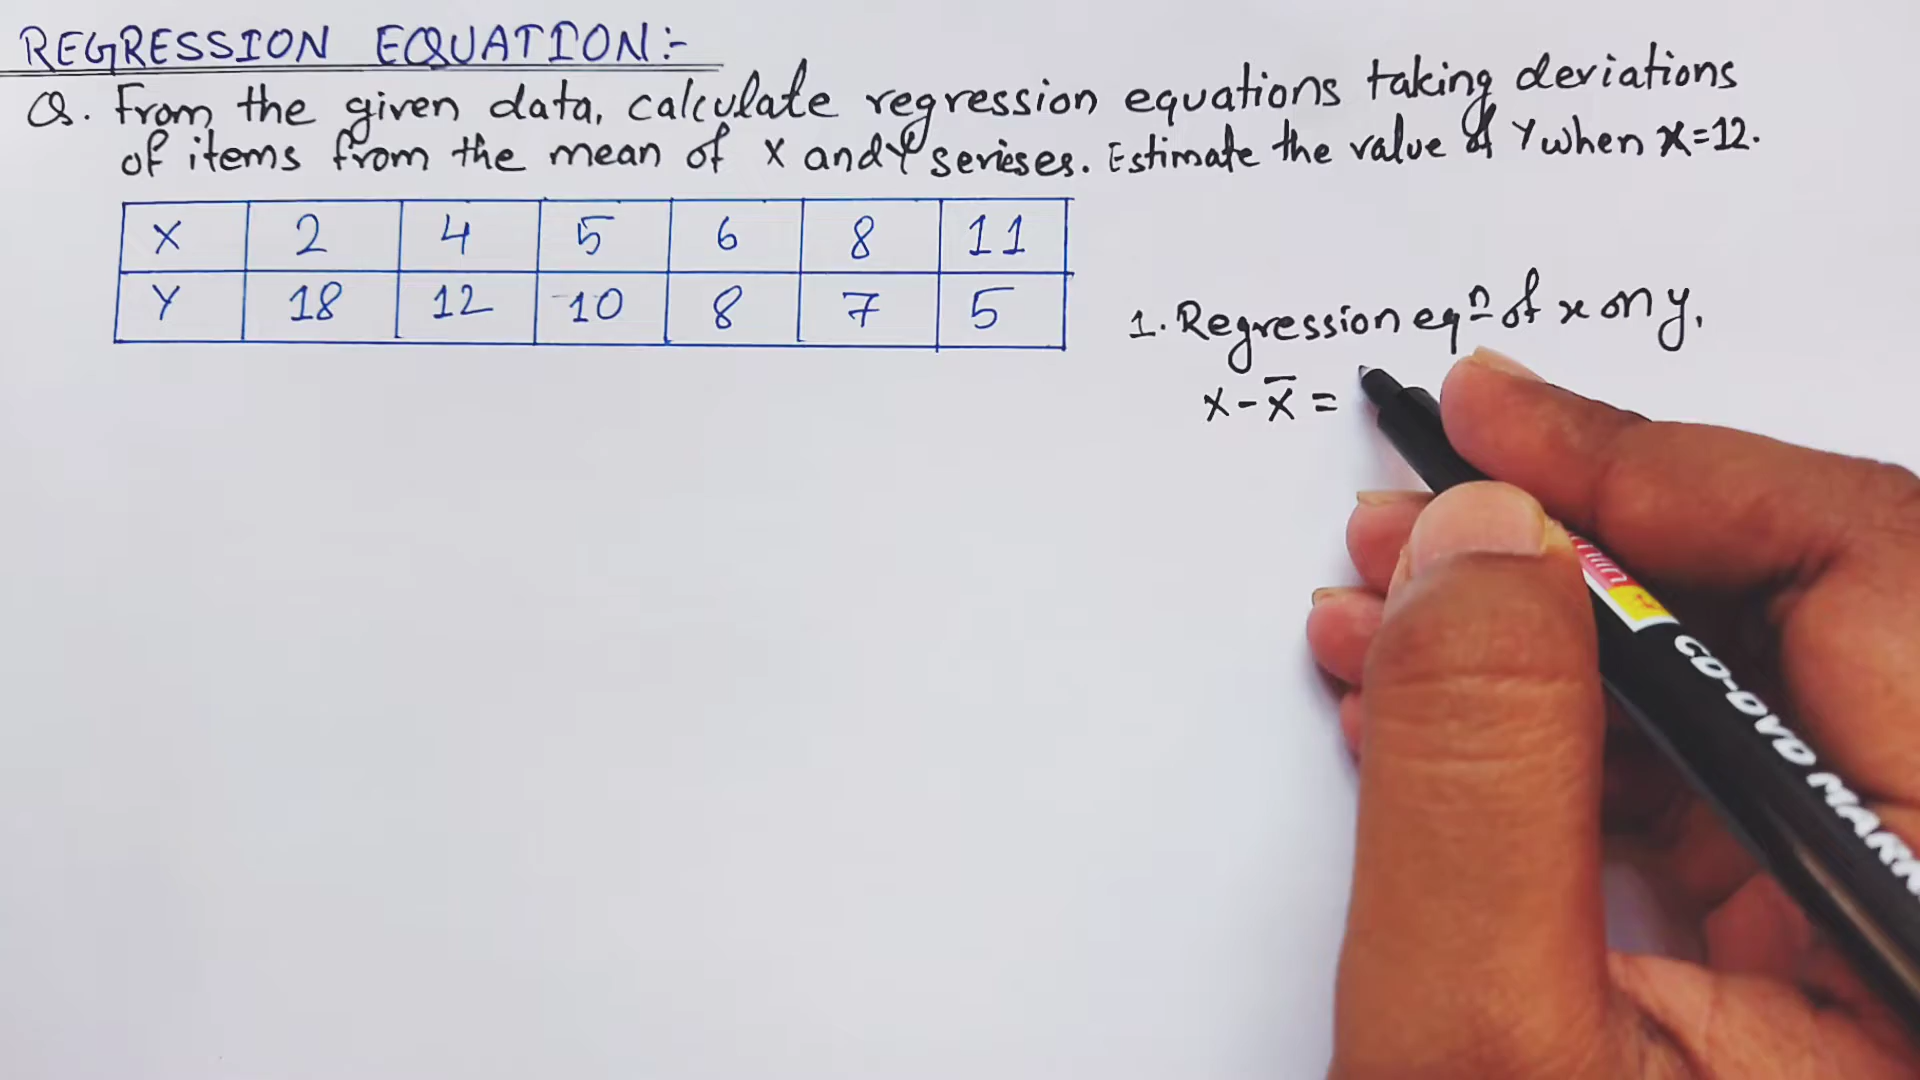 REGRESSION EQUATION:-
Q. From the given data, calculate regression equations taking deviations
of items from the mean of X and Y serieses. Estimate the value of Y when x=12.
X 2 4 5 6 8 11
Y 18 12 10 8 7 5
1. Regression eqⁿ of x on y,
x - x̅ =
CD-DVD MARK